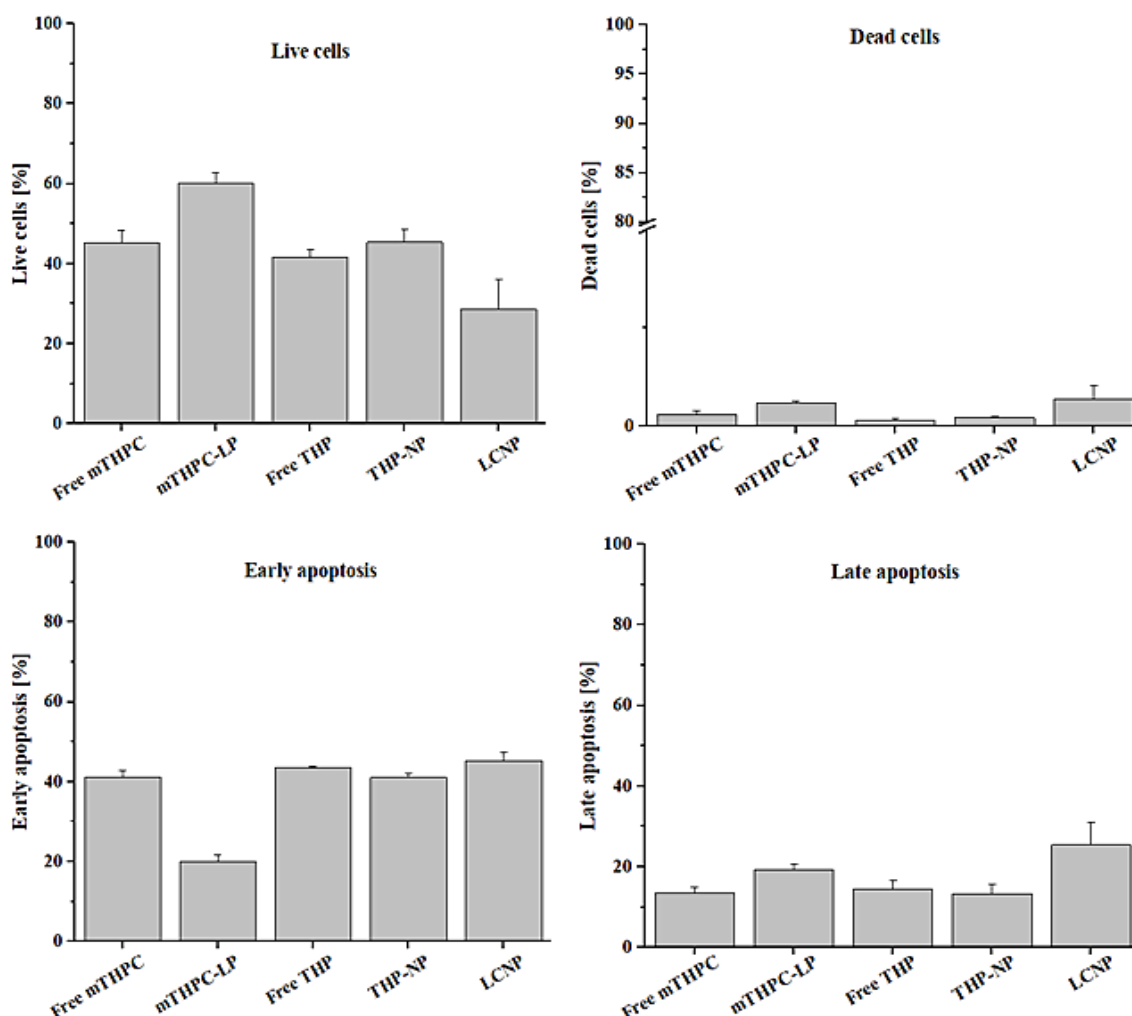 Live cells
Live cells [%]
100
80
60
40
20
0
Free mTHPC
mTHPC-LP
Free THP
THP-NP
LCNP
Dead cells
Dead cells [%]
100
95
90
85
80
0
Free mTHPC
mTHPC-LP
Free THP
THP-NP
LCNP
Early apoptosis
Early apoptosis [%]
100
80
60
40
20
0
Free mTHPC
mTHPC-LP
Free THP
THP-NP
LCNP
Late apoptosis
Late apoptosis [%]
100
80
60
40
20
0
Free mTHPC
mTHPC-LP
Free THP
THP-NP
LCNP